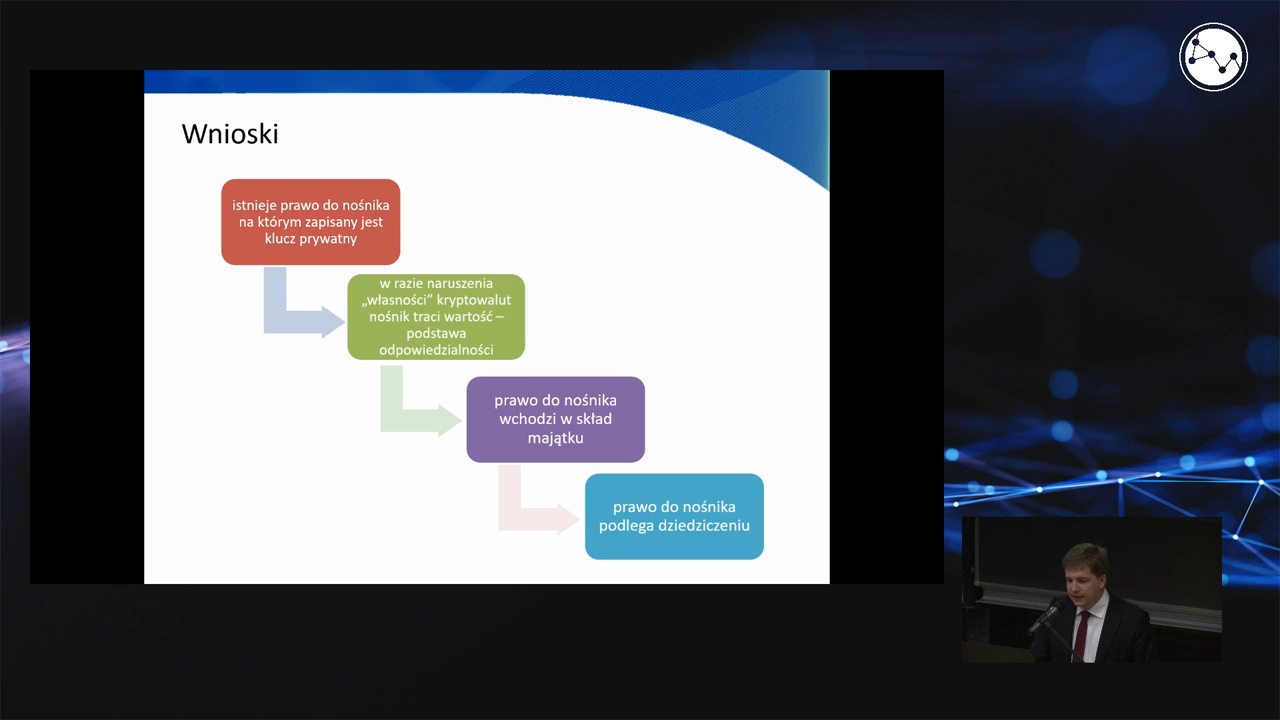 Wnioski
istnieje prawo do nośnika
na którym zapisany jest
klucz prywatny
w razie naruszenia
„własności” kryptowalut
nośnik traci wartość –
podstawa
odpowiedzialności
prawo do nośnika
wchodzi w skład
majątku
prawo do nośnika
podlega dziedziczeniu